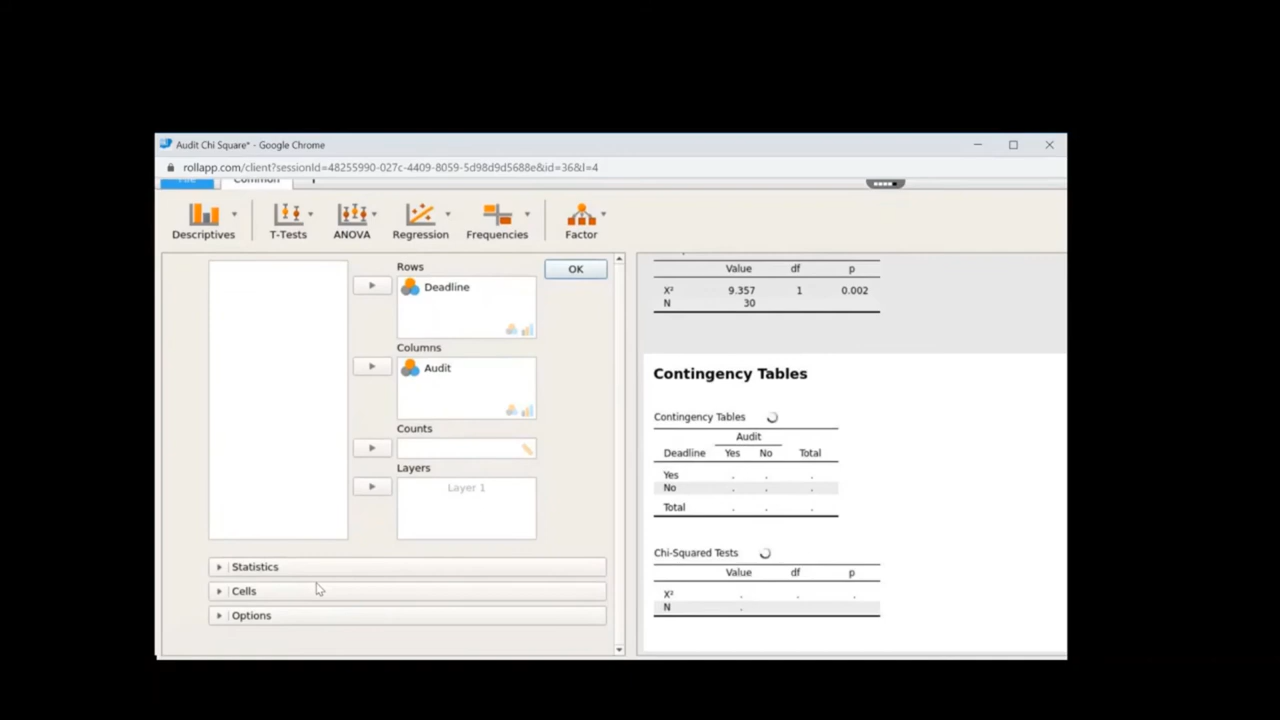 Audit Chi Square* - Google Chrome
rollapp.com/client?sessionId=48255990-027c-4409-8059-5d98d9d5688e&id=36&l=4
File Common +
Descriptives T-Tests ANOVA Regression Frequencies Factor
Rows
OK
Deadline
Columns
Audit
Counts
Layers
Layer 1
Statistics
Cells
Options
Value df p
X² 9.357 1 0.002
N 30
Contingency Tables
Contingency Tables
Audit
Deadline Yes No Total
Yes . . .
No . . .
Total . . .
Chi-Squared Tests
Value df p
X² . . .
N .